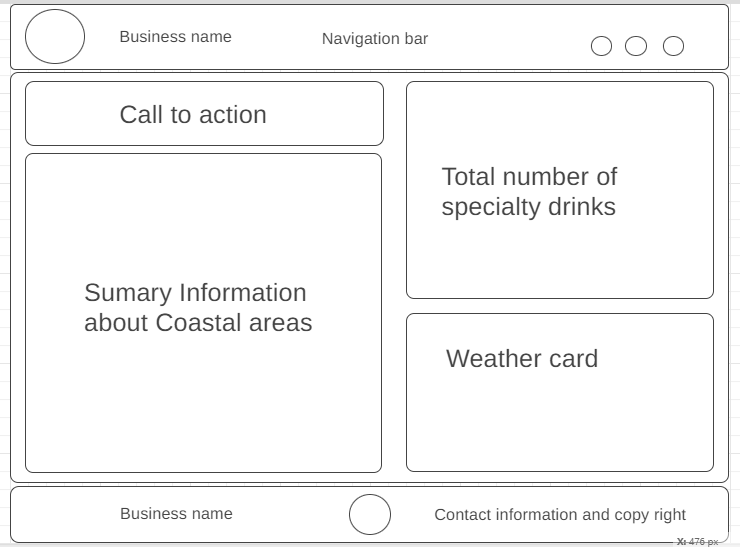 Business name
Navigation bar
Call to action
Total number of
specialty drinks
Sumary Information
about Coastal areas
Weather card
Business name
Contact information and copy right
X: 476 px